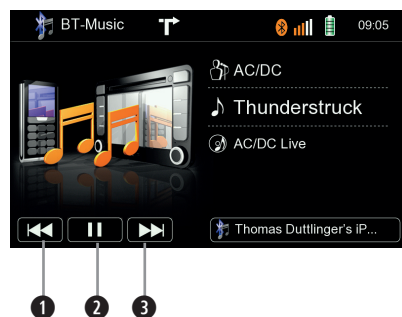 BT-Music 09:05
AC/DC
Thunderstruck
AC/DC Live
Thomas Duttlinger's iP...
1 2 3